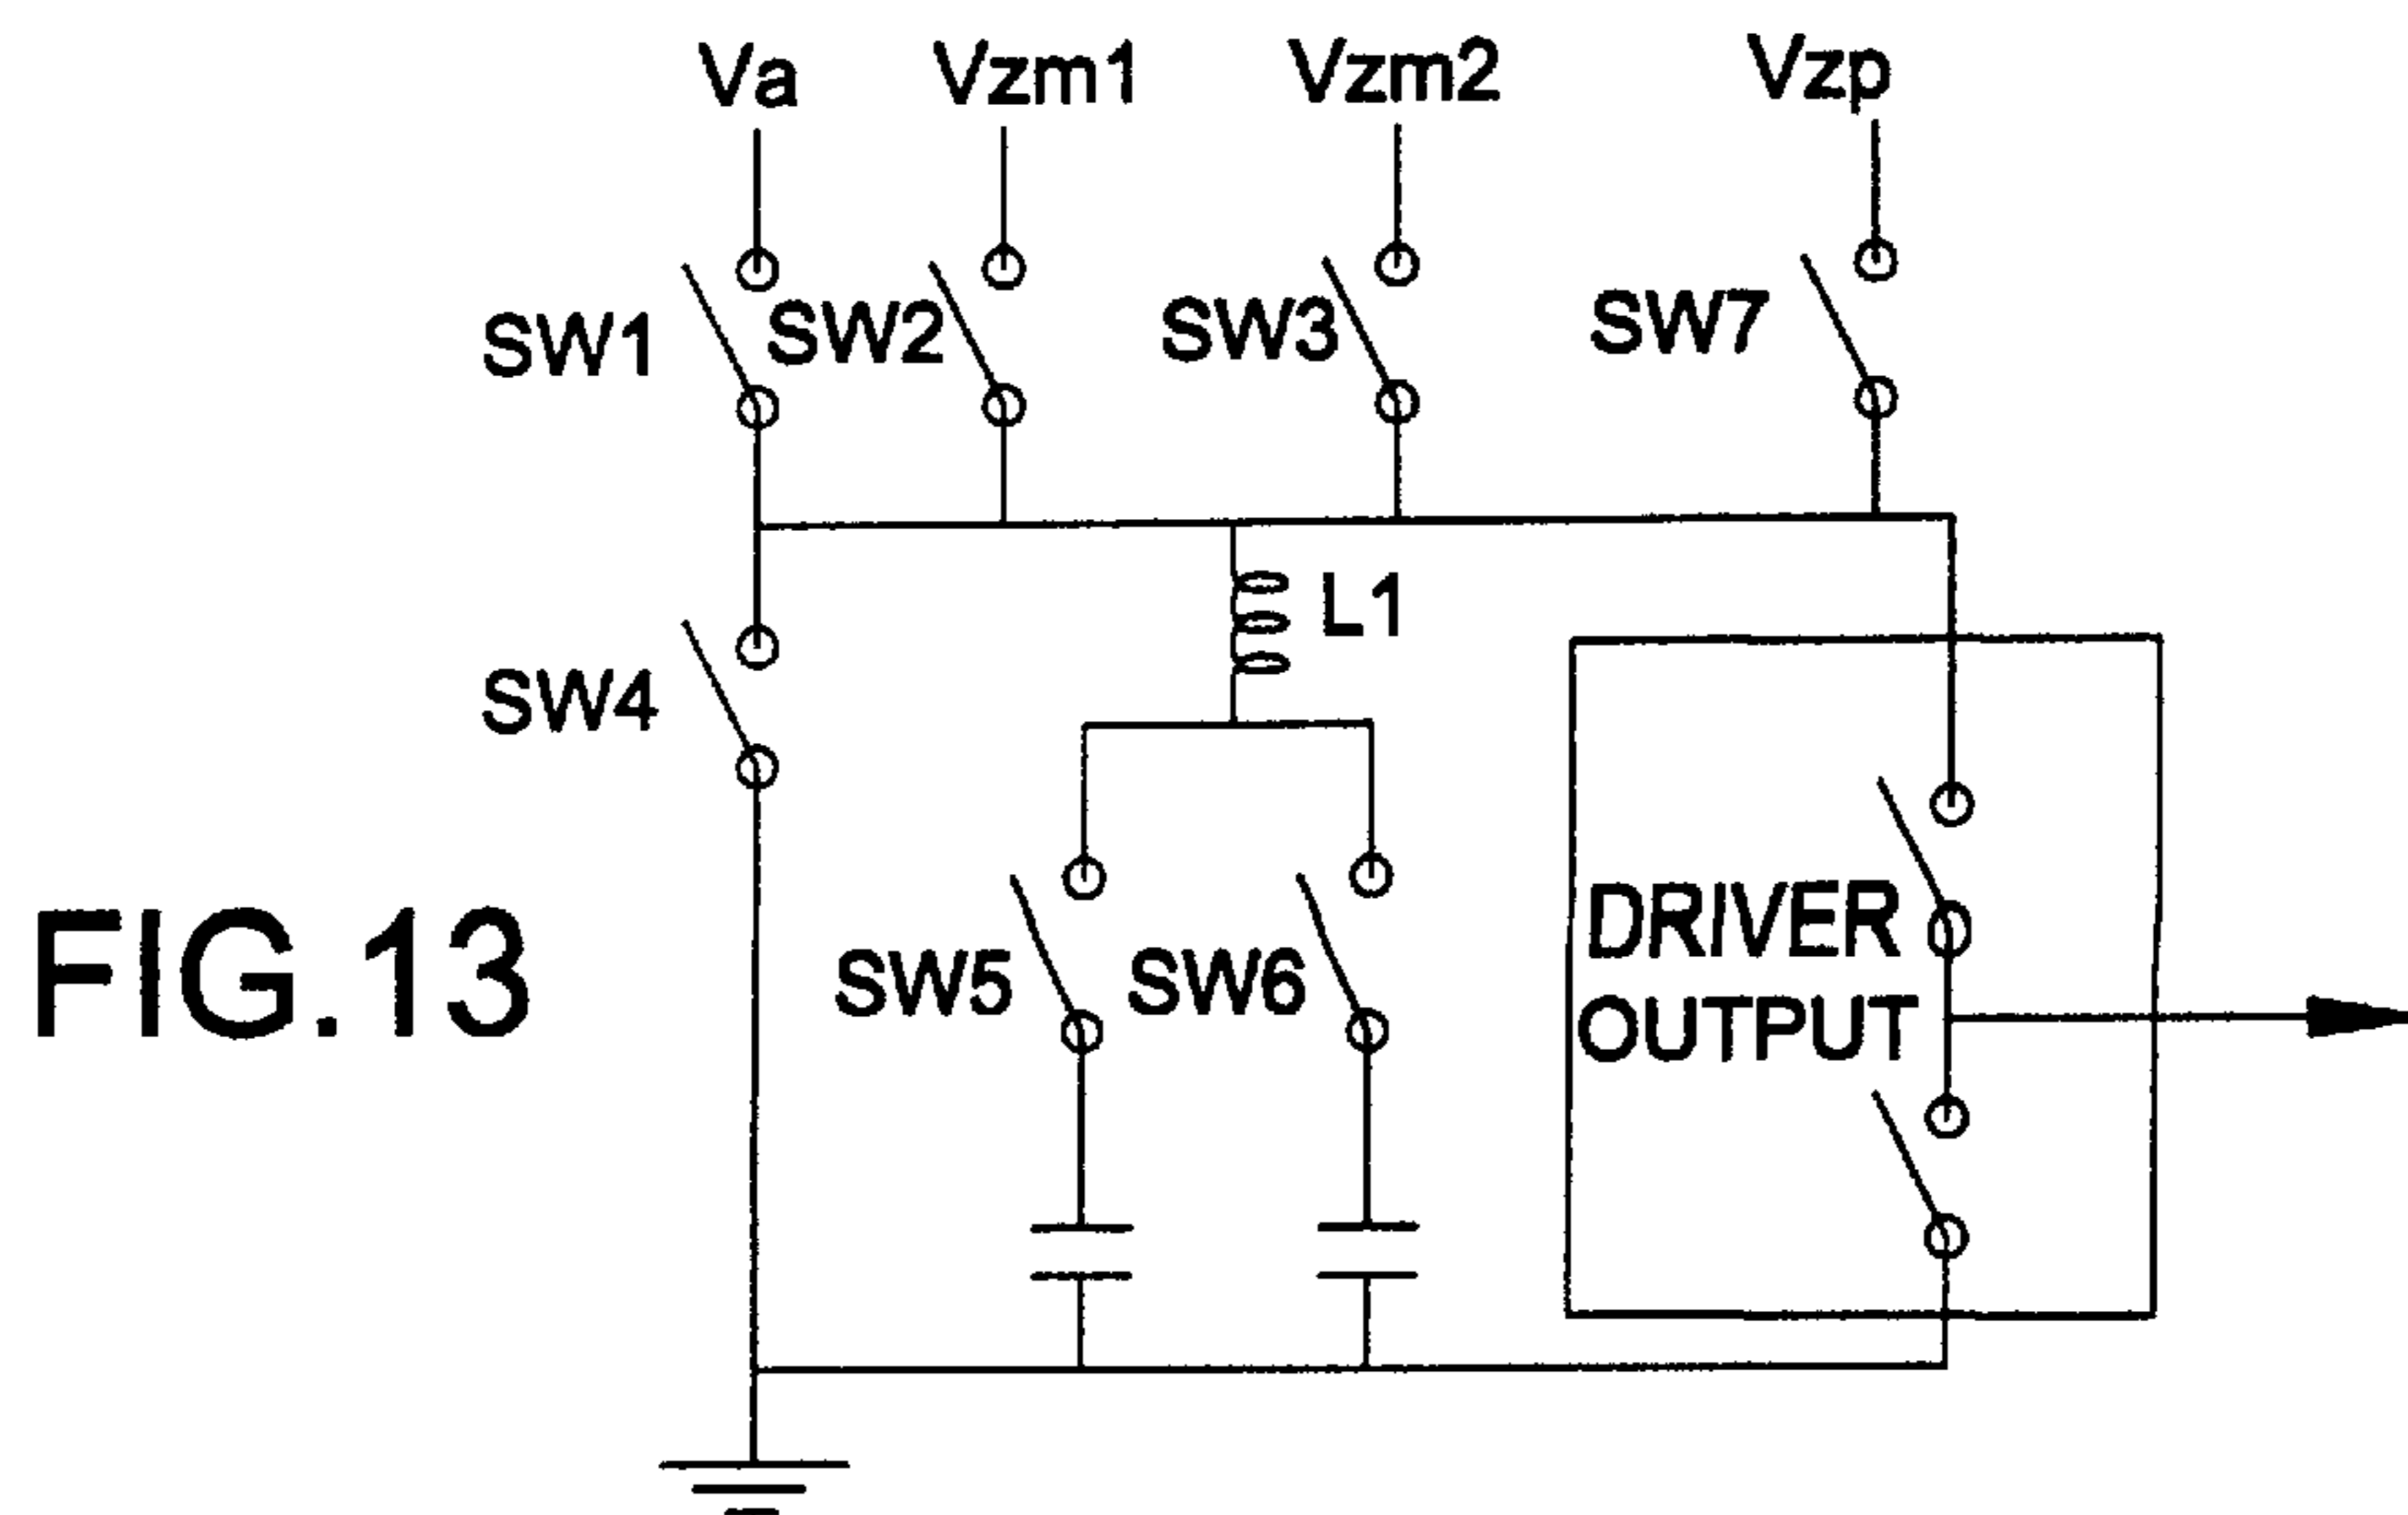 Va Vzm1 Vzm2 Vzp
SW1 SW2 SW3 SW7
L1
SW4
DRIVER
OUTPUT
SW5 SW6
FIG.13